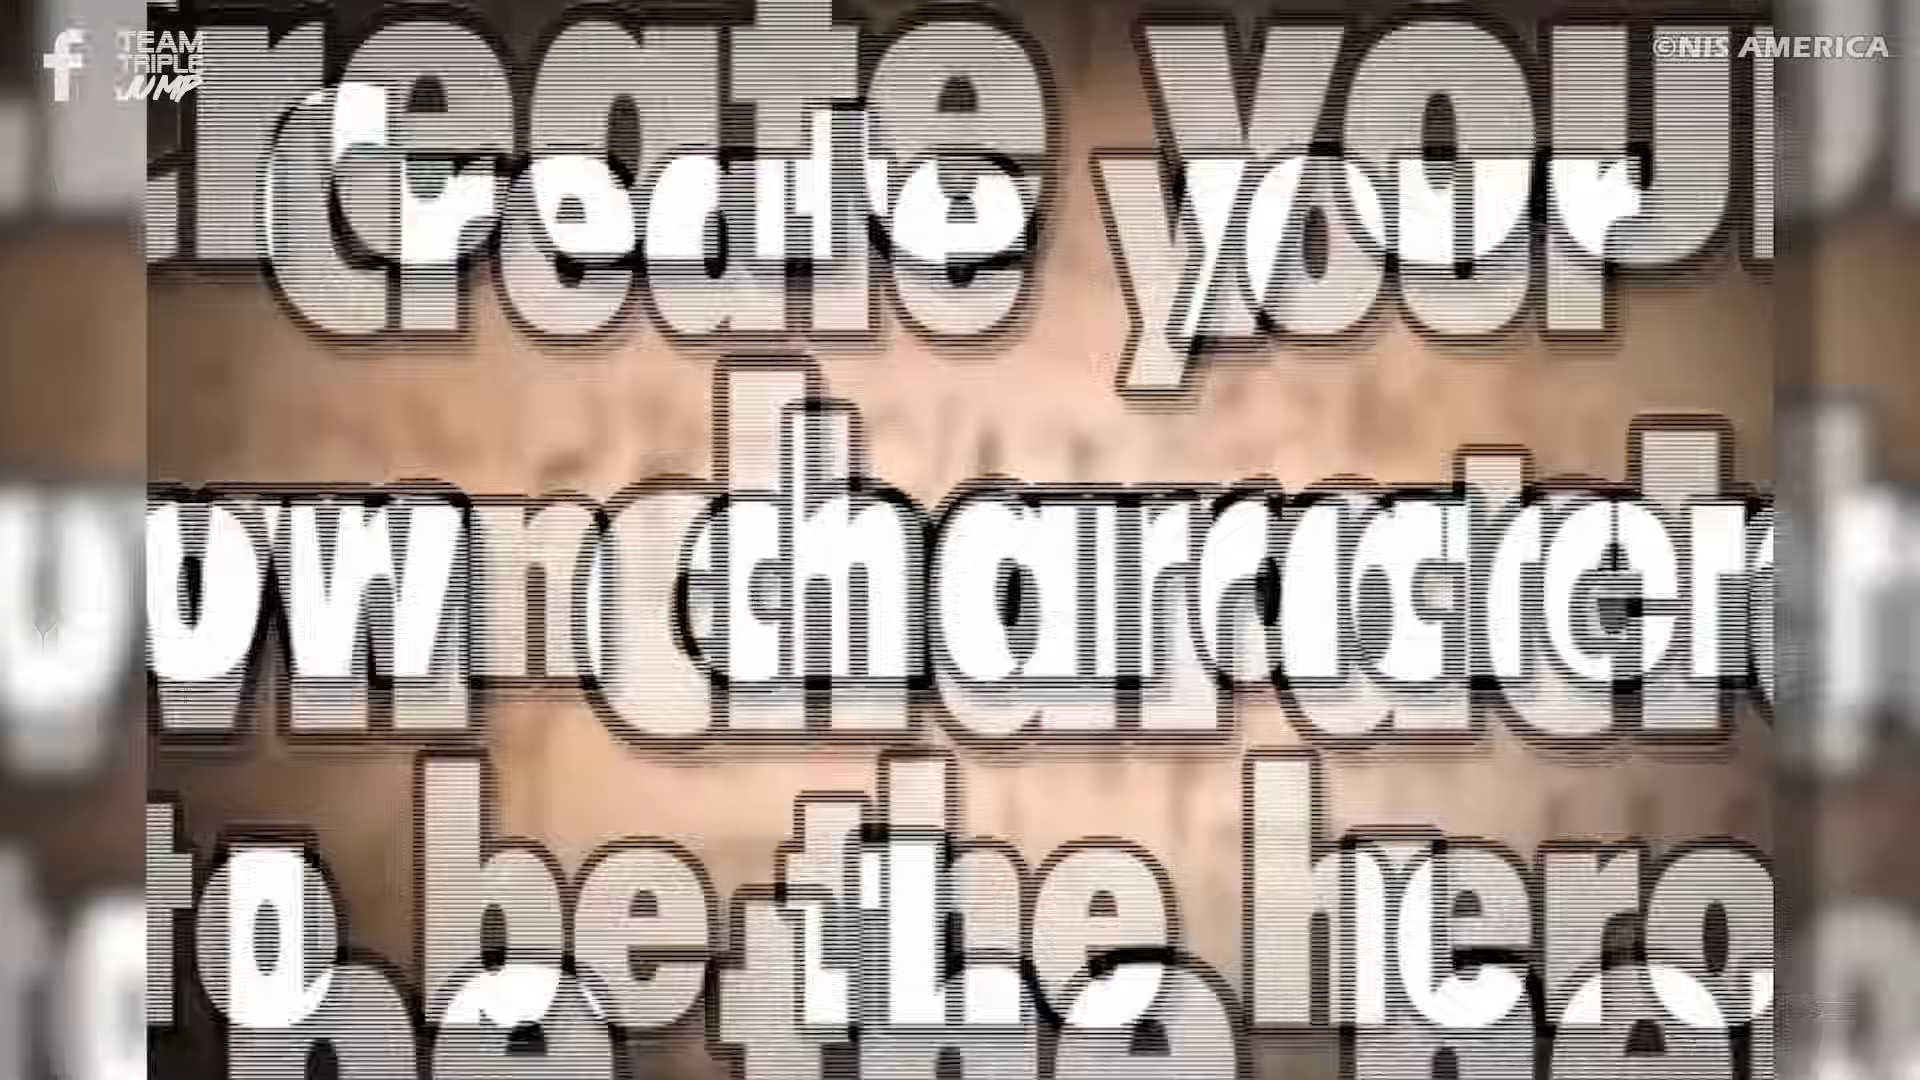 f TEAM
TRIPLE
JUMP
©NIS AMERICA
Create your
own character
to be the hero